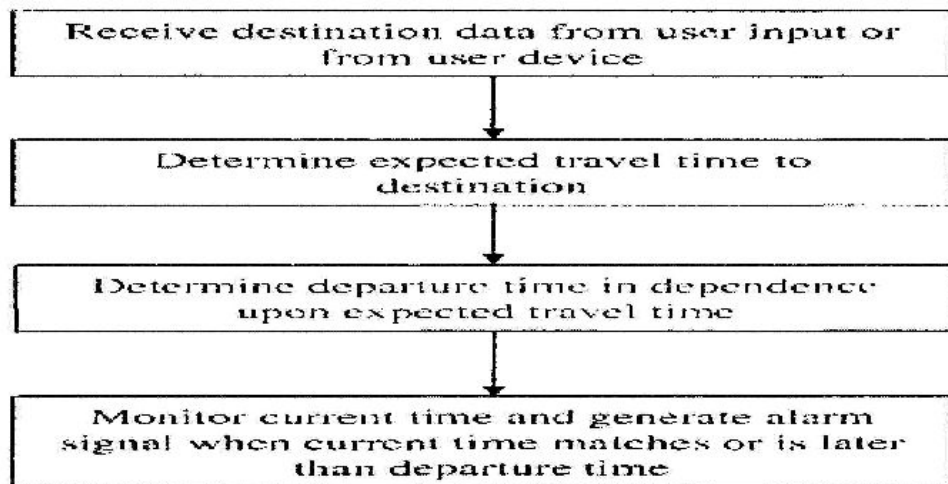 Receive destination data from user input or
from user device
Determine expected travel time to
destination
Determine departure time in dependence
upon expected travel time
Monitor current time and generate alarm
signal when current time matches or is later
than departure time